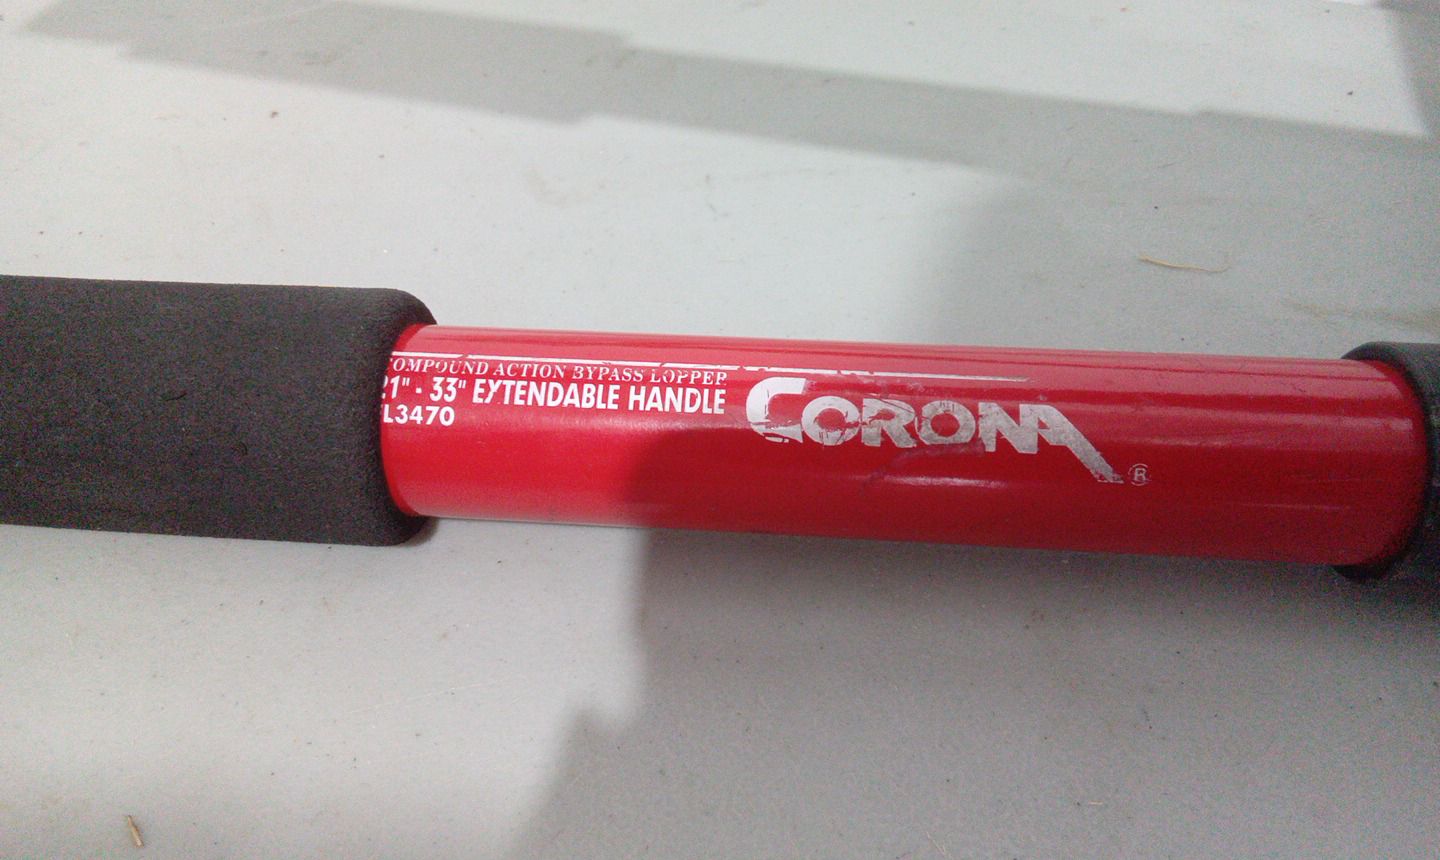 OMPOUND ACTION BYPASS LOPPER
21" - 33" EXTENDABLE HANDLE
L3470
CORONA
®